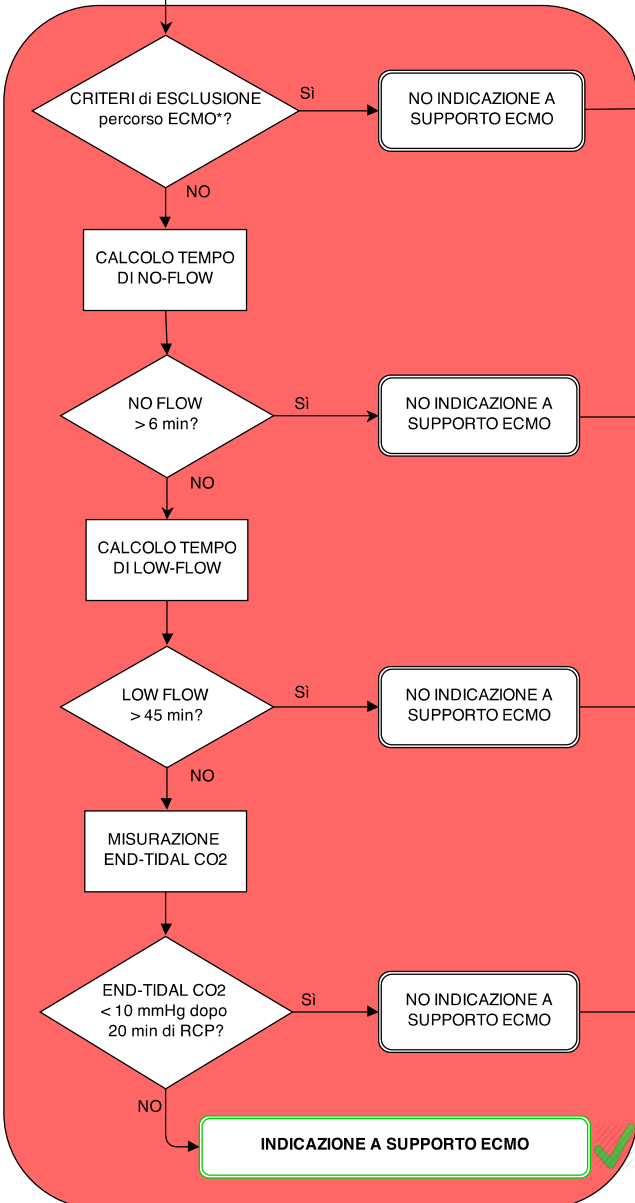 CRITERI di ESCLUSIONE
percorso ECMO*?
Sì
NO INDICAZIONE A
SUPPORTO ECMO
NO
CALCOLO TEMPO
DI NO-FLOW
NO FLOW
> 6 min?
Sì
NO INDICAZIONE A
SUPPORTO ECMO
NO
CALCOLO TEMPO
DI LOW-FLOW
LOW FLOW
> 45 min?
Sì
NO INDICAZIONE A
SUPPORTO ECMO
NO
MISURAZIONE
END-TIDAL CO2
END-TIDAL CO2
< 10 mmHg dopo
20 min di RCP?
Sì
NO INDICAZIONE A
SUPPORTO ECMO
NO
INDICAZIONE A SUPPORTO ECMO